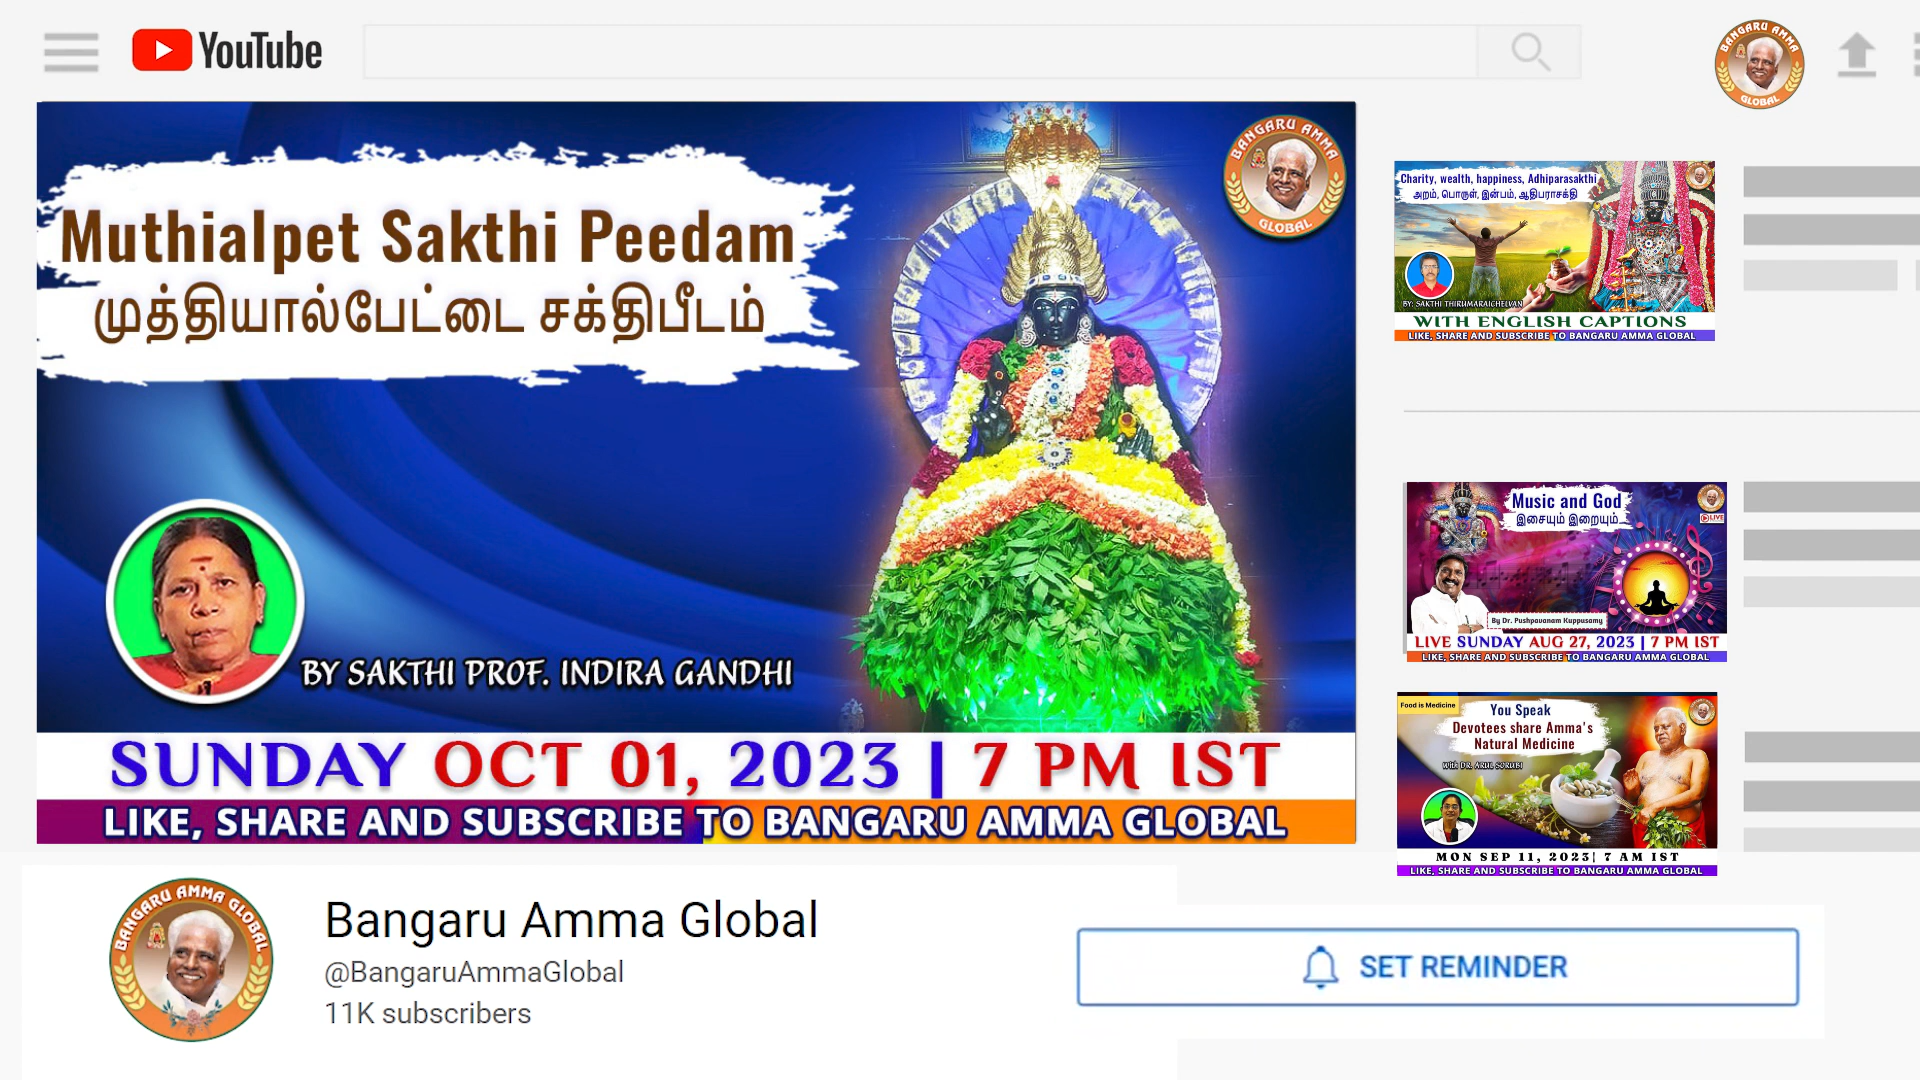 YouTube
BANGARU AMMA
GLOBAL
Muthialpet Sakthi Peedam
முத்தியால்பேட்டை சக்திபீடம்
BANGARU AMMA
GLOBAL
BY SAKTHI PROF. INDIRA GANDHI
SUNDAY OCT 01, 2023 | 7 PM IST
LIKE, SHARE AND SUBSCRIBE TO BANGARU AMMA GLOBAL
Charity, wealth, happiness, Adhiparasakthi
அறம், பொருள், இன்பம், ஆதிபராசக்தி
BY: SAKTHI THIRUMARAICHELVAN
WITH ENGLISH CAPTIONS
LIKE, SHARE AND SUBSCRIBE TO BANGARU AMMA GLOBAL
Music and God
இசையும் இறையும்
LIVE
By Dr. Pushpavanam Kuppusamy
LIVE SUNDAY AUG 27, 2023 | 7 PM IST
LIKE, SHARE AND SUBSCRIBE TO BANGARU AMMA GLOBAL
Food is Medicine
You Speak
Devotees share Amma's
Natural Medicine
with DR. ARUL SORUBI
MON SEP 11, 2023| 7 AM IST
LIKE, SHARE AND SUBSCRIBE TO BANGARU AMMA GLOBAL
BANGARU AMMA GLOBAL
Bangaru Amma Global
@BangaruAmmaGlobal
11K subscribers
SET REMINDER